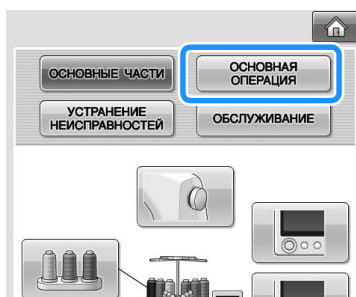 ОСНОВНЫЕ ЧАСТИ
ОСНОВНАЯ
ОПЕРАЦИЯ
УСТРАНЕНИЕ
НЕИСПРАВНОСТЕЙ
ОБСЛУЖИВАНИЕ